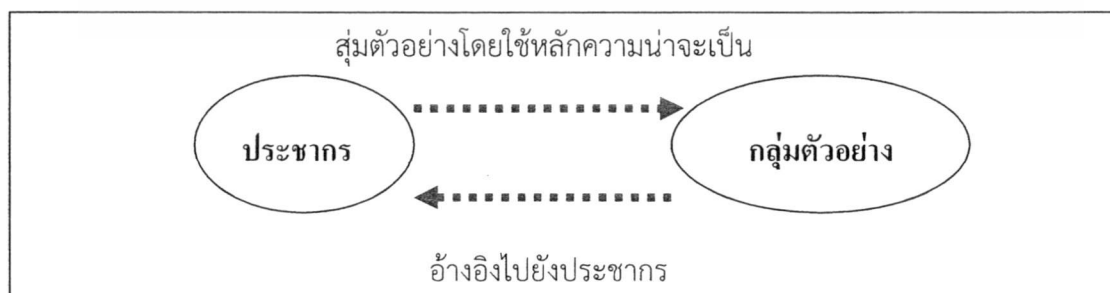 สุ่มตัวอย่างโดยใช้หลักความน่าจะเป็น
ประชากร
กลุ่มตัวอย่าง
อ้างอิงไปยังประชากร